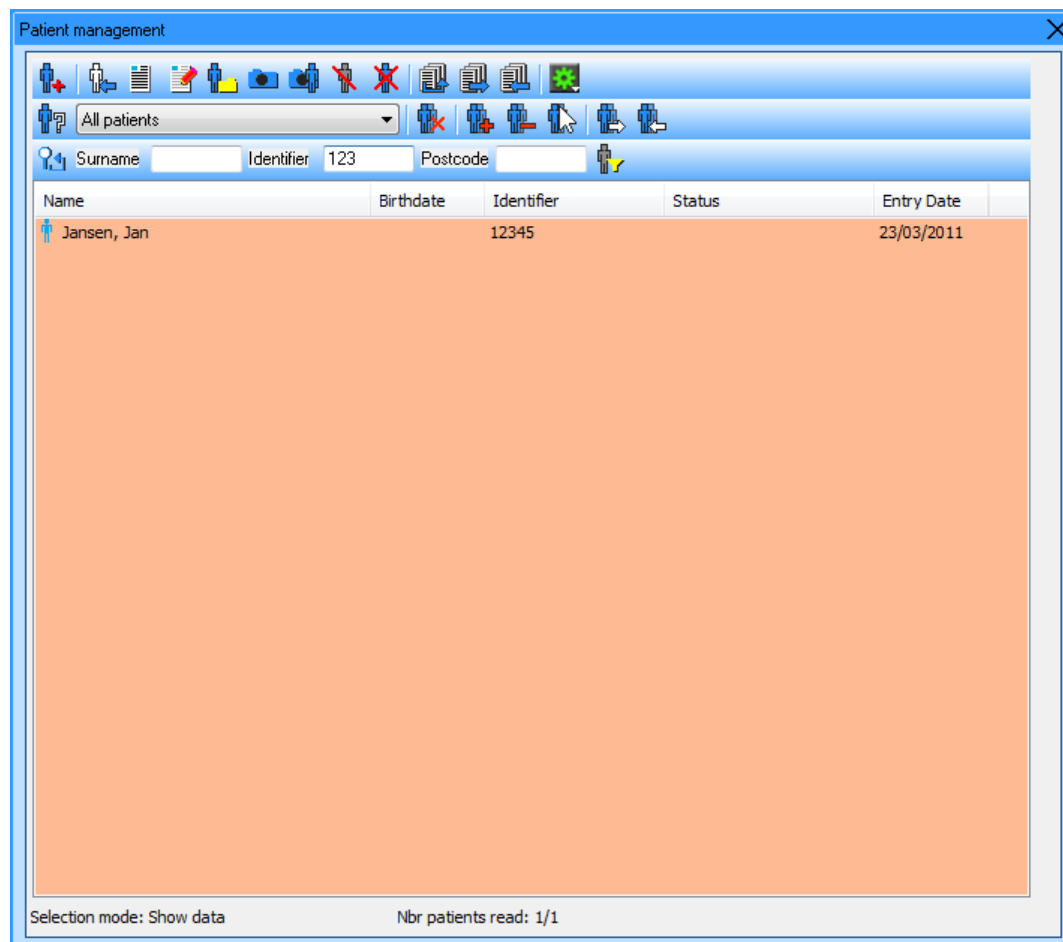 Patient management
All patients
Surname Identifier 123 Postcode
Name Birthdate Identifier Status Entry Date
Jansen, Jan 12345 23/03/2011
Selection mode: Show data Nbr patients read: 1/1